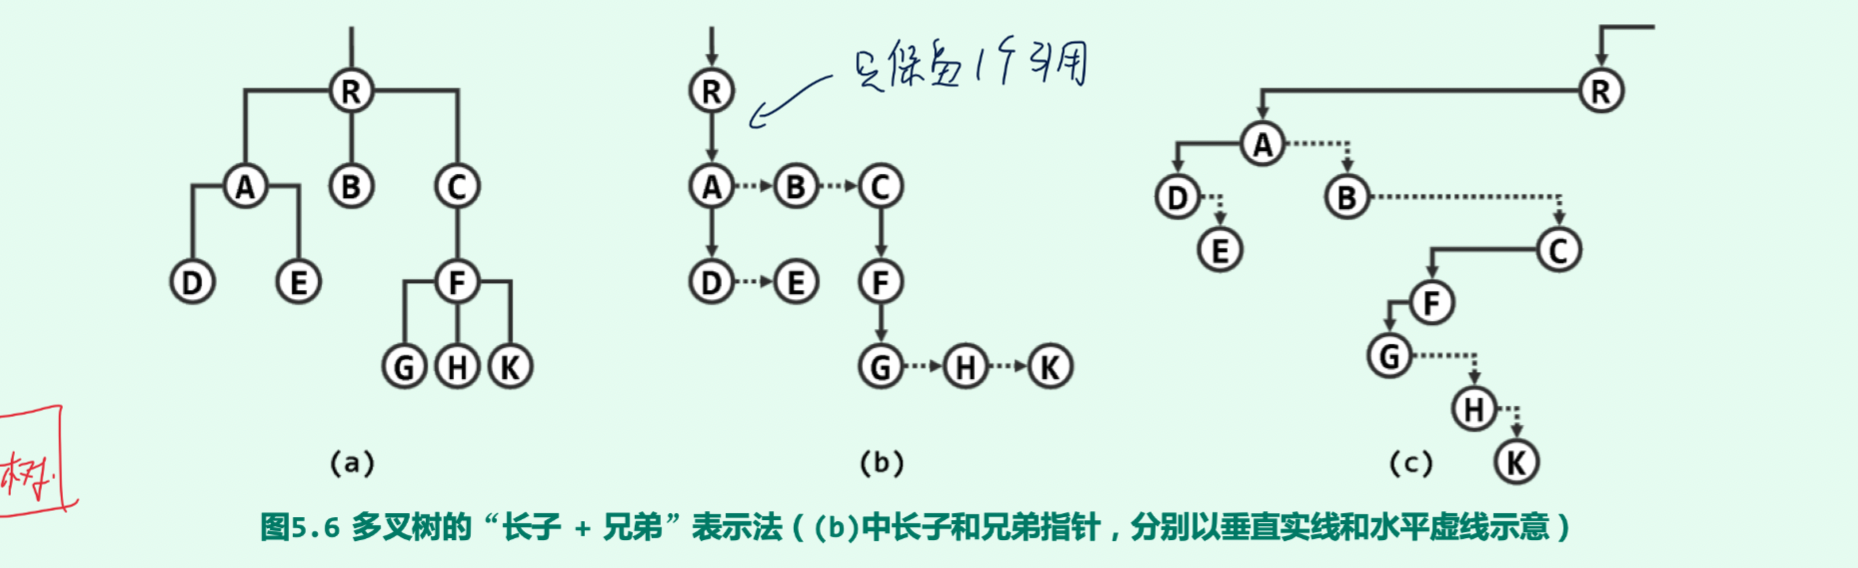 R
R
只保留1个引用
R
A
B
C
A
B
C
A
D
B
D
E
F
D
E
F
E
C
F
G
H
K
G
H
K
G
H
K
(a)
(b)
(c)
树.
图5.6 多叉树的“长子 + 兄弟”表示法（(b)中长子和兄弟指针，分别以垂直实线和水平虚线示意）